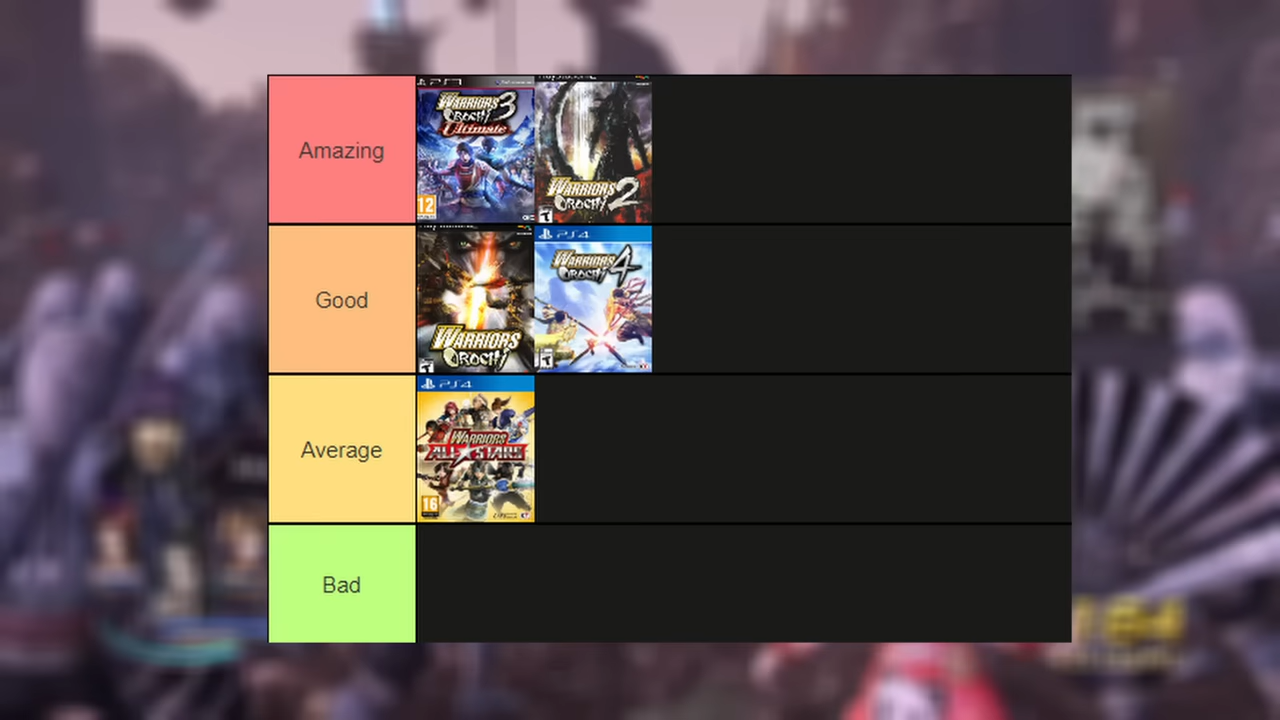 Amazing
PS3
WARRIORS
OROCHI 3
Ultimate
12
WARRIORS
OROCHI 2
T
Good
WARRIORS
OROCHI
T
PS4
WARRIORS
OROCHI 4
T
Average
PS4
WARRIORS
ALL★STARS
16
Bad